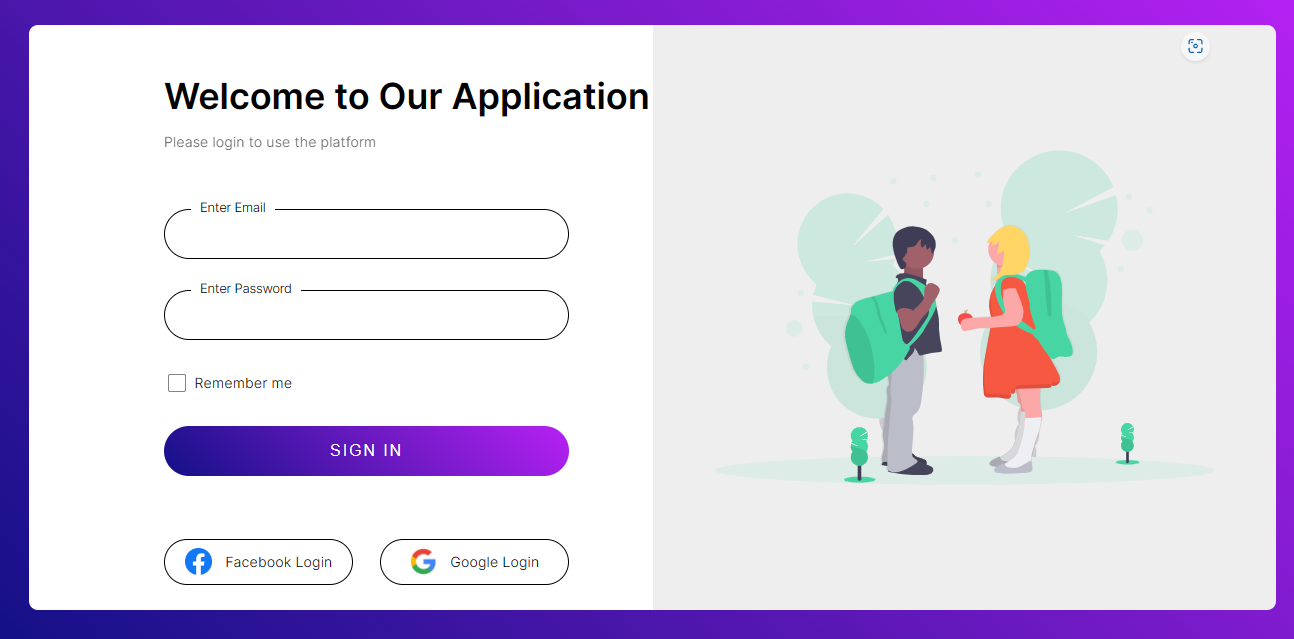 Welcome to Our Application
Please login to use the platform
Enter Email
Enter Password
Remember me
SIGN IN
Facebook Login
Google Login